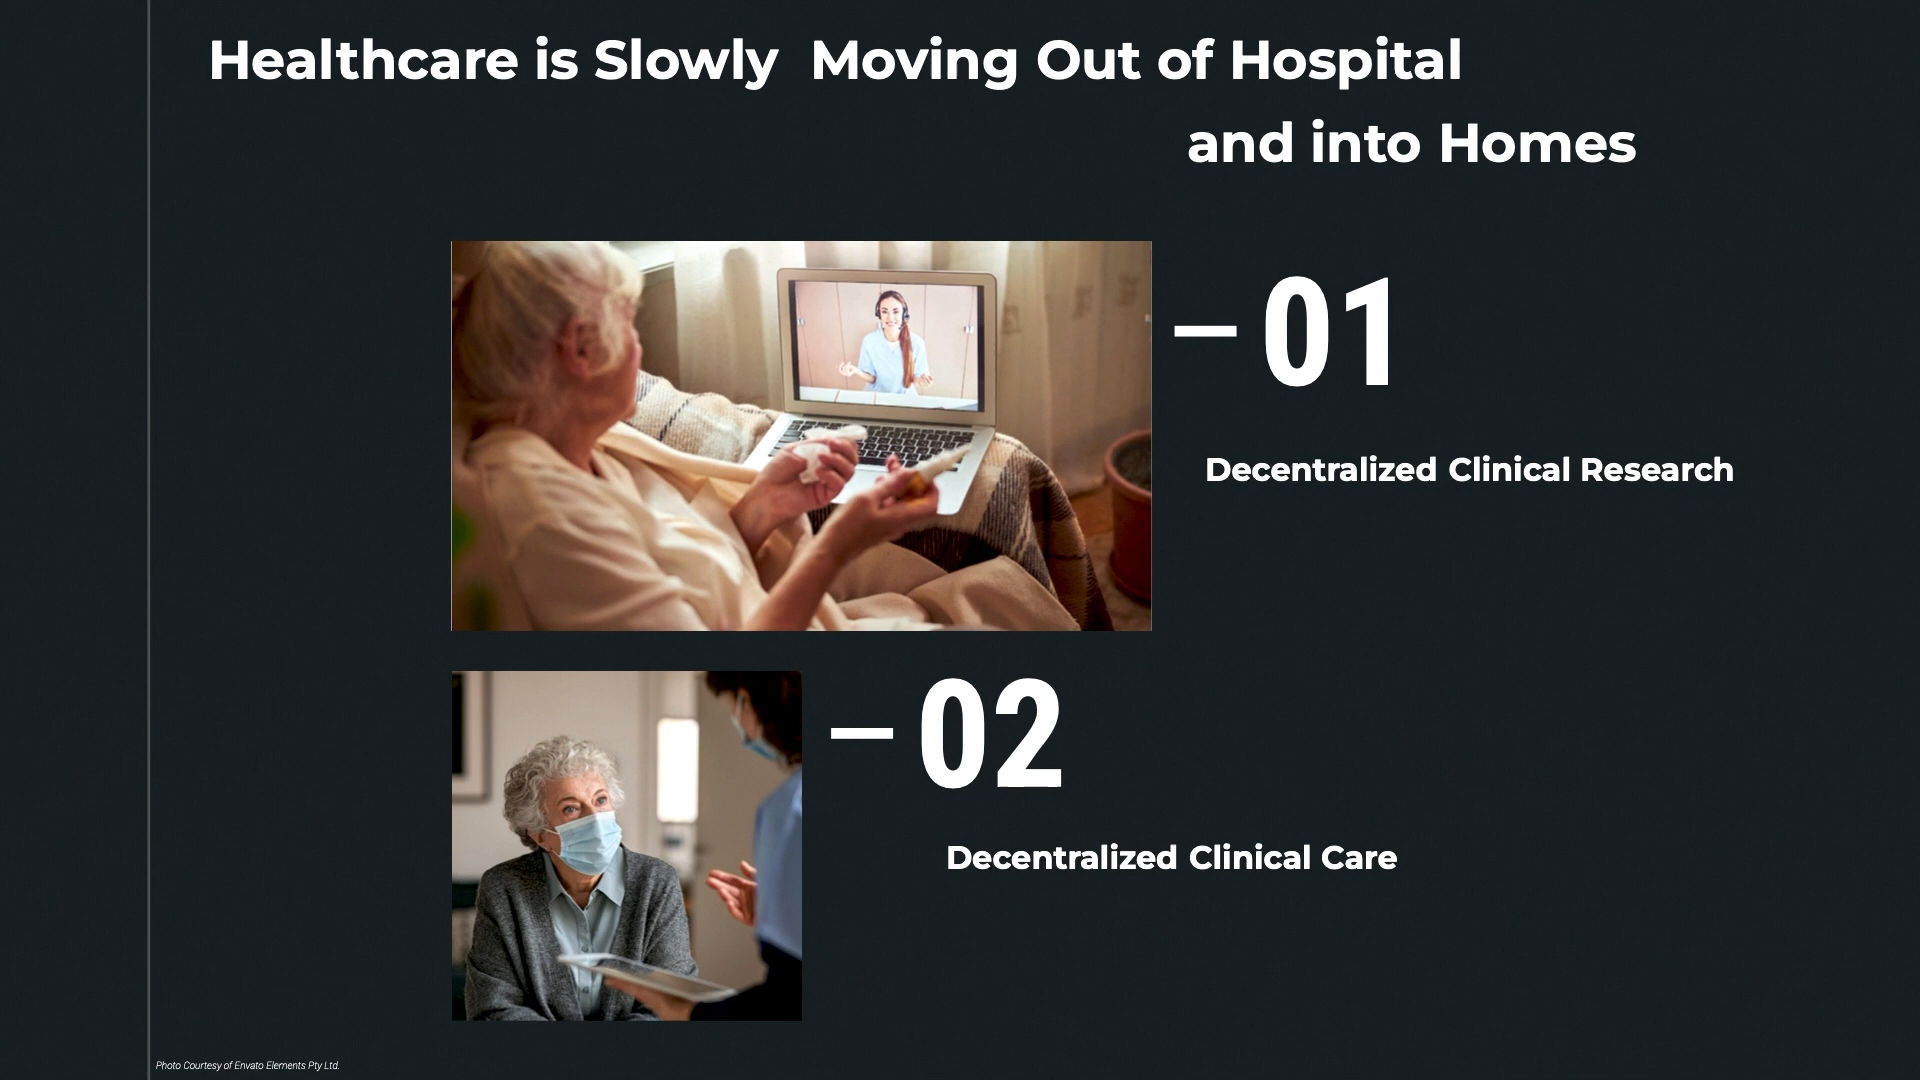 Healthcare is Slowly  Moving Out of Hospital
and into Homes
– 01
Decentralized Clinical Research
– 02
Decentralized Clinical Care
Photo Courtesy of Envato Elements Pty Ltd.